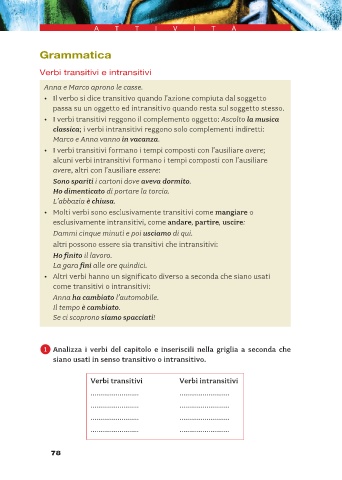 ATTIVITÀ
Grammatica
Verbi transitivi e intransitivi
Anna e Marco aprono le casse.
• Il verbo si dice transitivo quando l'azione compiuta dal soggetto
passa su un oggetto ed intransitivo quando resta sul soggetto stesso.
• I verbi transitivi reggono il complemento oggetto: Ascolto la musica
classica; i verbi intransitivi reggono solo complementi indiretti:
Marco e Anna vanno in vacanza.
• I verbi transitivi formano i tempi composti con l'ausiliare avere;
alcuni verbi intransitivi formano i tempi composti con l'ausiliare
avere, altri con l'ausiliare essere:
Sono spariti i cartoni dove aveva dormito.
Ho dimenticato di portare la torcia.
L'abbazia è chiusa.
• Molti verbi sono esclusivamente transitivi come mangiare o
esclusivamente intransitivi, come andare, partire, uscire:
Dammi cinque minuti e poi usciamo di qui.
altri possono essere sia transitivi che intransitivi:
Ho finito il lavoro.
La gara finì alle ore quindici.
• Altri verbi hanno un significato diverso a seconda che siano usati
come transitivi o intransitivi:
Anna ha cambiato l'automobile.
Il tempo è cambiato.
Se ci scoprono siamo spacciati!
1 Analizza i verbi del capitolo e inseriscili nella griglia a seconda che
siano usati in senso transitivo o intransitivo.
Verbi transitivi Verbi intransitivi
........................ ........................
........................ ........................
........................ ........................
........................ ........................
78